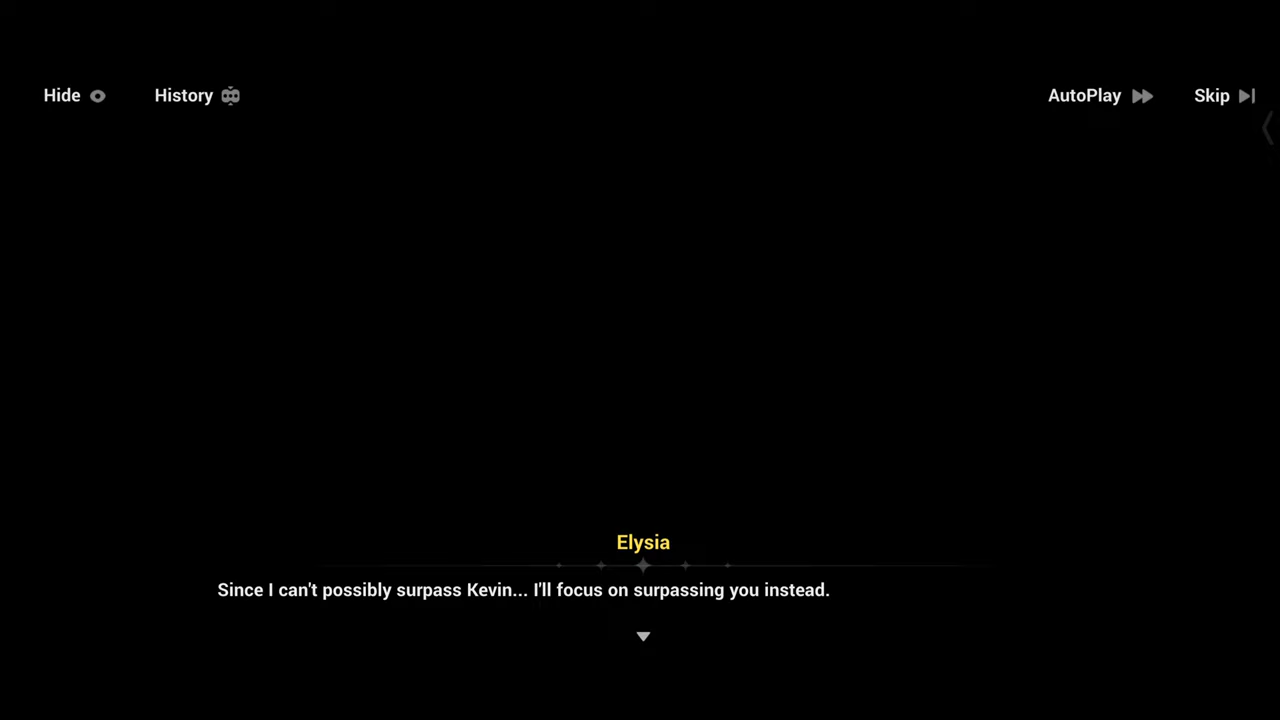 Hide
History
AutoPlay
Skip
Elysia
Since I can't possibly surpass Kevin... I'll focus on surpassing you instead.